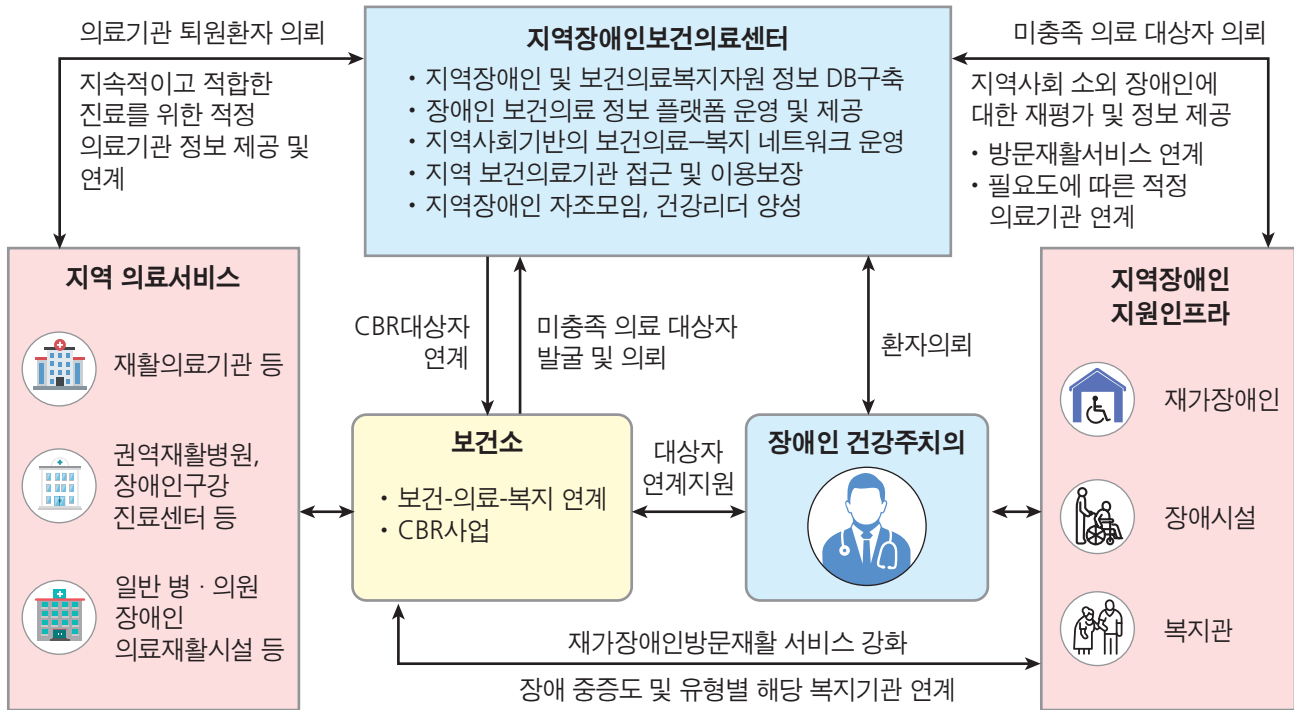 의료기관 퇴원환자 의뢰
지속적이고 적합한
진료를 위한 적정
의료기관 정보 제공 및
연계
지역장애인보건의료센터
• 지역장애인 및 보건의료복지자원 정보 DB구축
• 장애인 보건의료 정보 플랫폼 운영 및 제공
• 지역사회기반의 보건의료–복지 네트워크 운영
• 지역 보건의료기관 접근 및 이용보장
• 지역장애인 자조모임, 건강리더 양성
미충족 의료 대상자 의뢰
지역사회 소외 장애인에
대한 재평가 및 정보 제공
• 방문재활서비스 연계
• 필요도에 따른 적정
의료기관 연계
지역 의료서비스
재활의료기관 등
권역재활병원,
장애인구강
진료센터 등
일반 병 · 의원
장애인
의료재활시설 등
CBR대상자
연계
미충족 의료 대상자
발굴 및 의뢰
환자의뢰
보건소
• 보건-의료-복지 연계
• CBR사업
대상자
연계지원
장애인 건강주치의
지역장애인
지원인프라
재가장애인
장애시설
복지관
재가장애인방문재활 서비스 강화
장애 중증도 및 유형별 해당 복지기관 연계